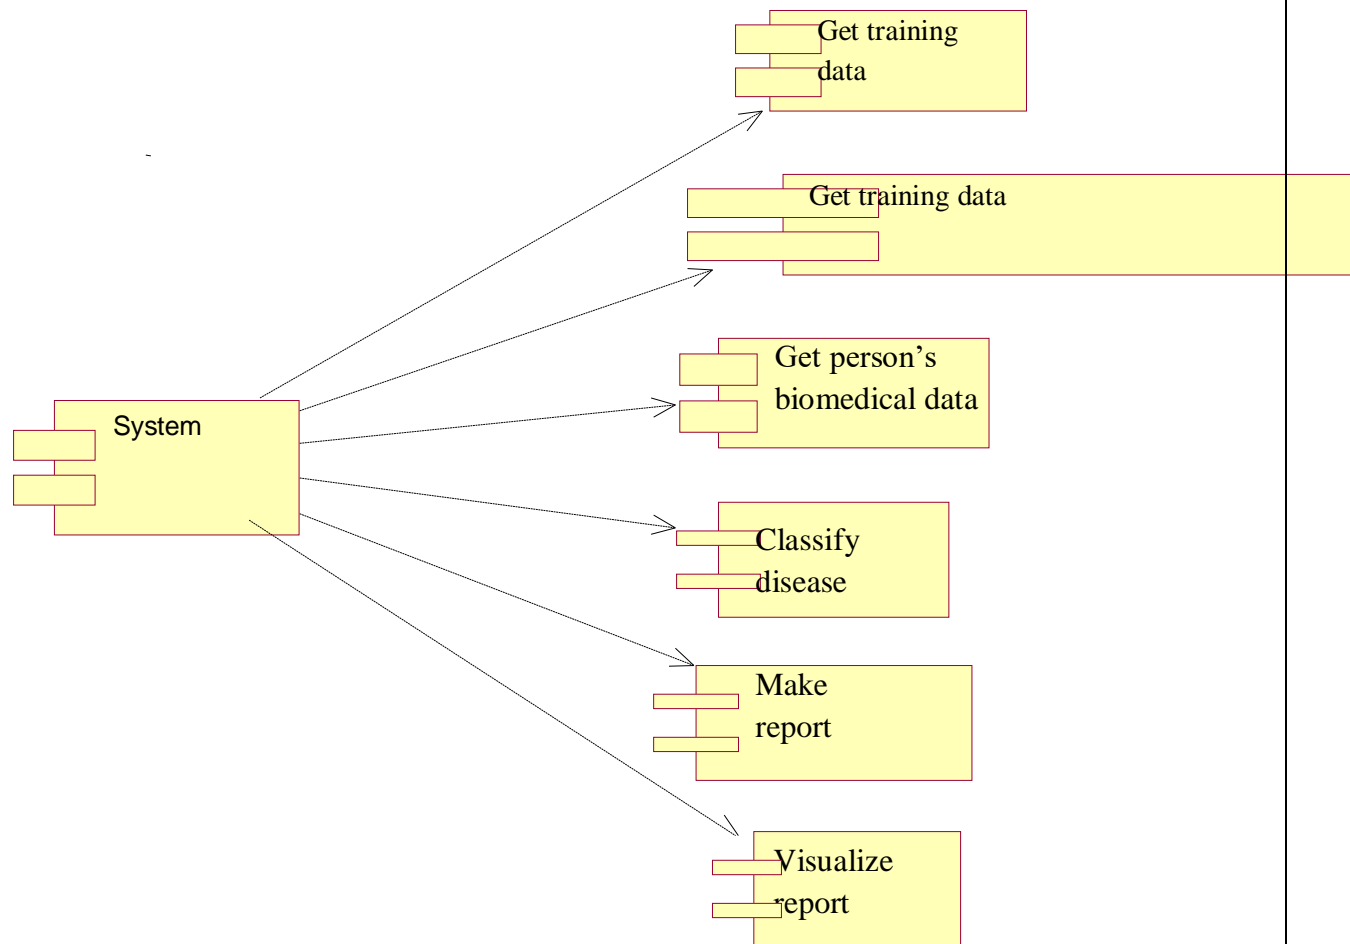 Get training
data
Get training data
Get person’s
biomedical data
System
Classify
disease
Make
report
Visualize
report